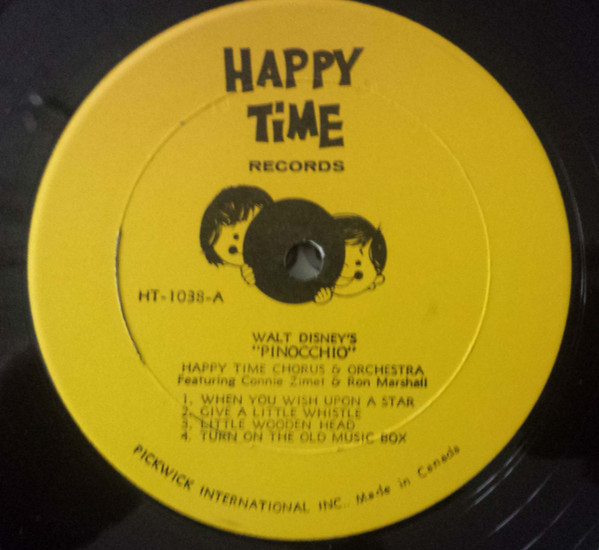 HAPPY
TiME
RECORDS
HT-1038-A
WALT DISNEY'S
"PINOCCHIO"
HAPPY TIME CHORUS & ORCHESTRA
Featuring Connie Zimet & Ron Marshall
1. WHEN YOU WISH UPON A STAR
2. GIVE A LITTLE WHISTLE
3. LITTLE WOODEN HEAD
4. TURN ON THE OLD MUSIC BOX
PICKWICK INTERNATIONAL INC. Made in Canada